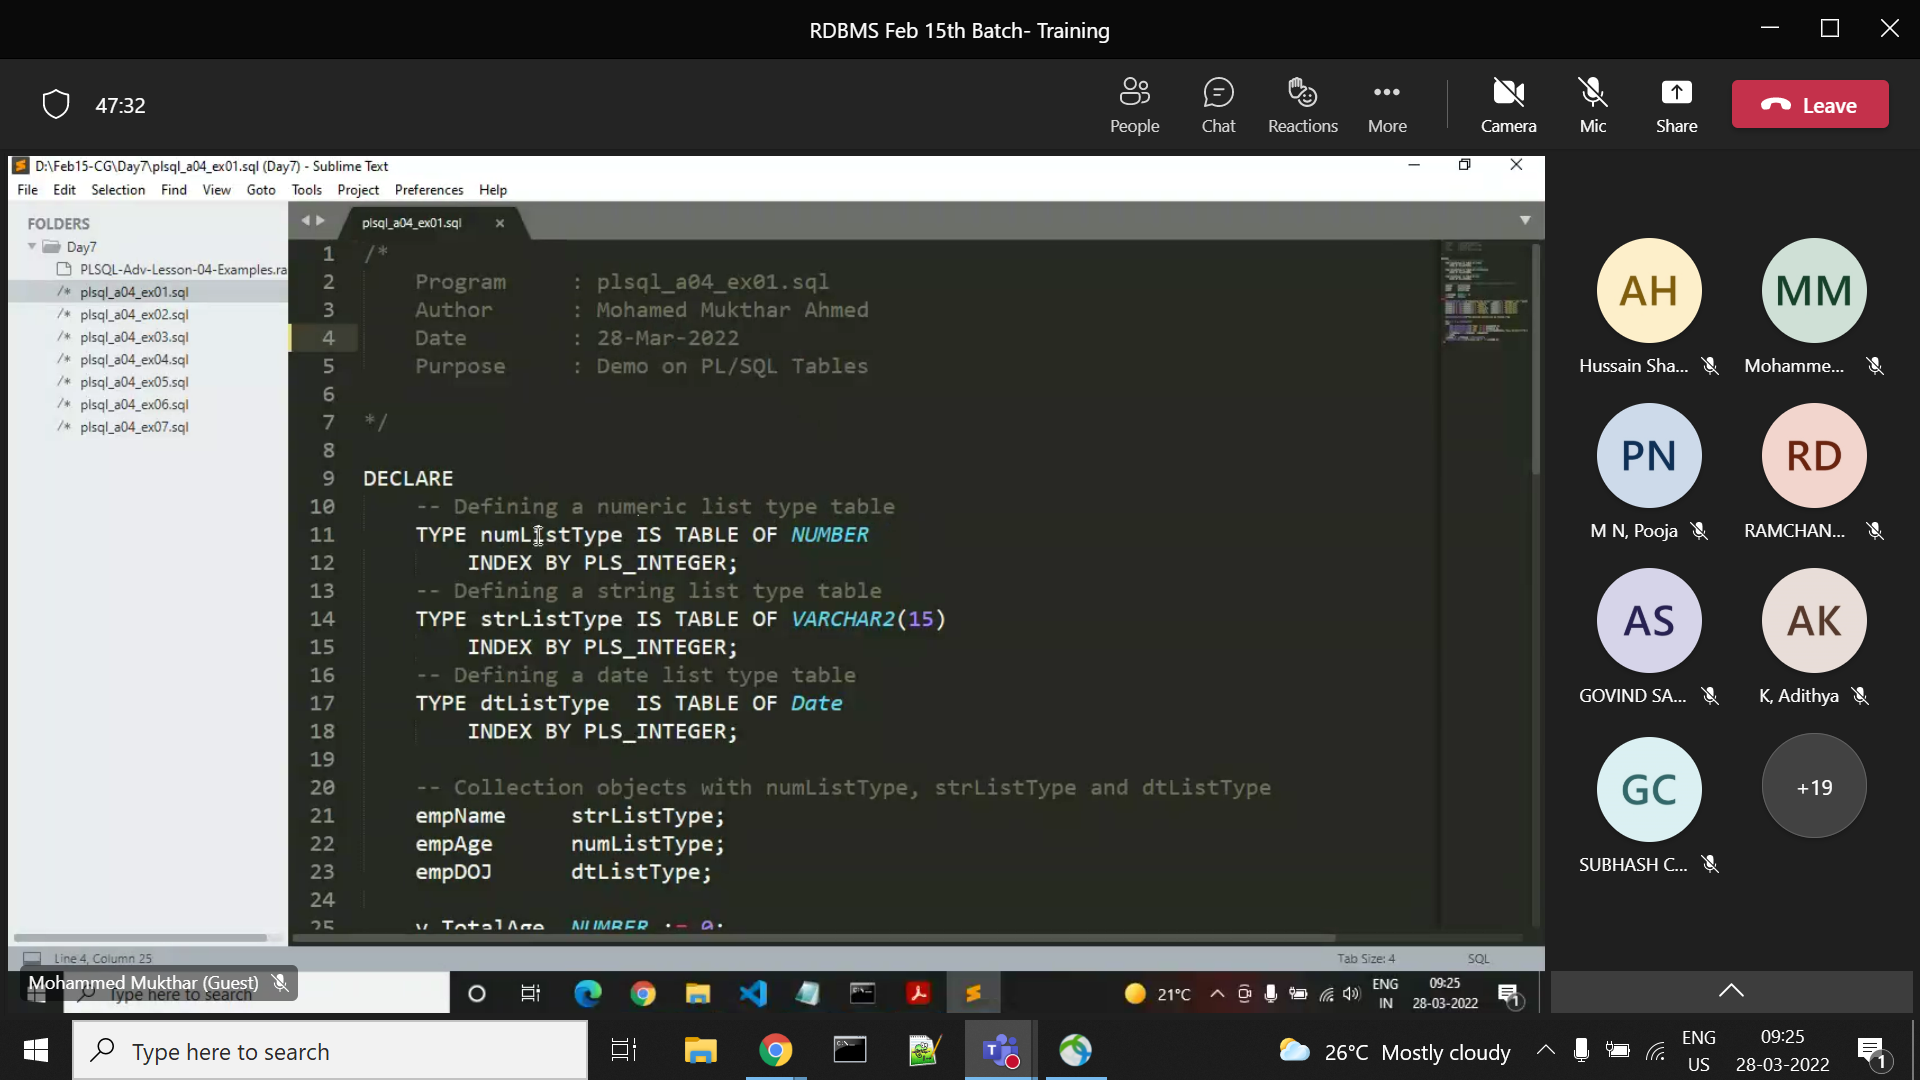 RDBMS Feb 15th Batch- Training
47:32
People
Chat
Reactions
More
Camera
Mic
Share
Leave
D:\Feb15-CG\Day7\plsql_a04_ex01.sql (Day7) - Sublime Text
File Edit Selection Find View Goto Tools Project Preferences Help
FOLDERS
Day7
PLSQL-Adv-Lesson-04-Examples.ra
/* plsql_a04_ex01.sql
/* plsql_a04_ex02.sql
/* plsql_a04_ex03.sql
/* plsql_a04_ex04.sql
/* plsql_a04_ex05.sql
/* plsql_a04_ex06.sql
/* plsql_a04_ex07.sql
plsql_a04_ex01.sql
1 /*
2 Program : plsql_a04_ex01.sql
3 Author : Mohamed Mukthar Ahmed
4 Date : 28-Mar-2022
5 Purpose : Demo on PL/SQL Tables
6
7 */
8
9 DECLARE
10 -- Defining a numeric list type table
11 TYPE numListType IS TABLE OF NUMBER
12 INDEX BY PLS_INTEGER;
13 -- Defining a string list type table
14 TYPE strListType IS TABLE OF VARCHAR2(15)
15 INDEX BY PLS_INTEGER;
16 -- Defining a date list type table
17 TYPE dtListType IS TABLE OF Date
18 INDEX BY PLS_INTEGER;
19
20 -- Collection objects with numListType, strListType and dtListType
21 empName strListType;
22 empAge numListType;
23 empDOJ dtListType;
24
25 v_TotalAge NUMBER := 0;
Line 4, Column 25
Tab Size: 4
SQL
Mohammed Mukthar (Guest)
Type here to search
21°C
ENG
IN
09:25
28-03-2022
1
AH
Hussain Sha...
MM
Mohamme...
PN
M N, Pooja
RD
RAMCHAN...
AS
GOVIND SA...
AK
K, Adithya
GC
SUBHASH C...
+19
Type here to search
26°C Mostly cloudy
ENG
US
09:25
28-03-2022
1